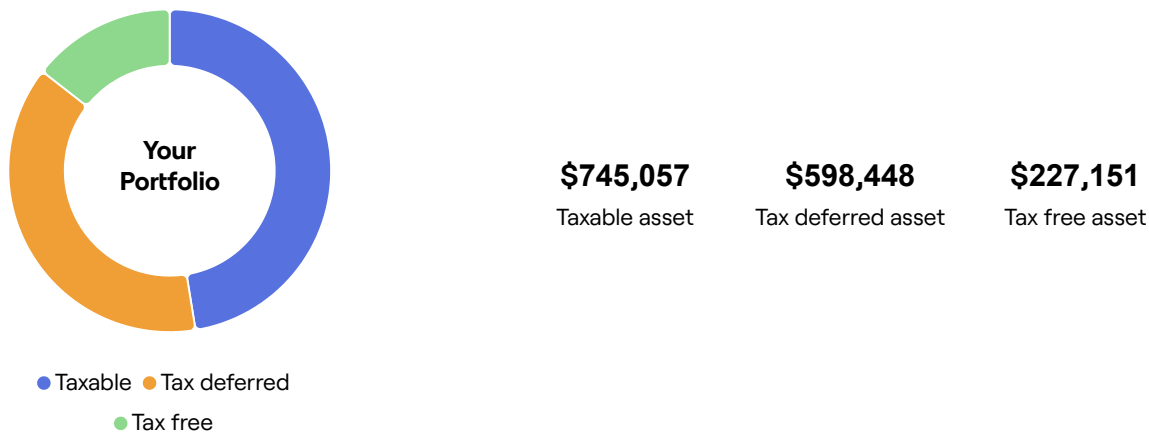 Your
Portfolio
$745,057
Taxable asset
$598,448
Tax deferred asset
$227,151
Tax free asset
Taxable
Tax deferred
Tax free